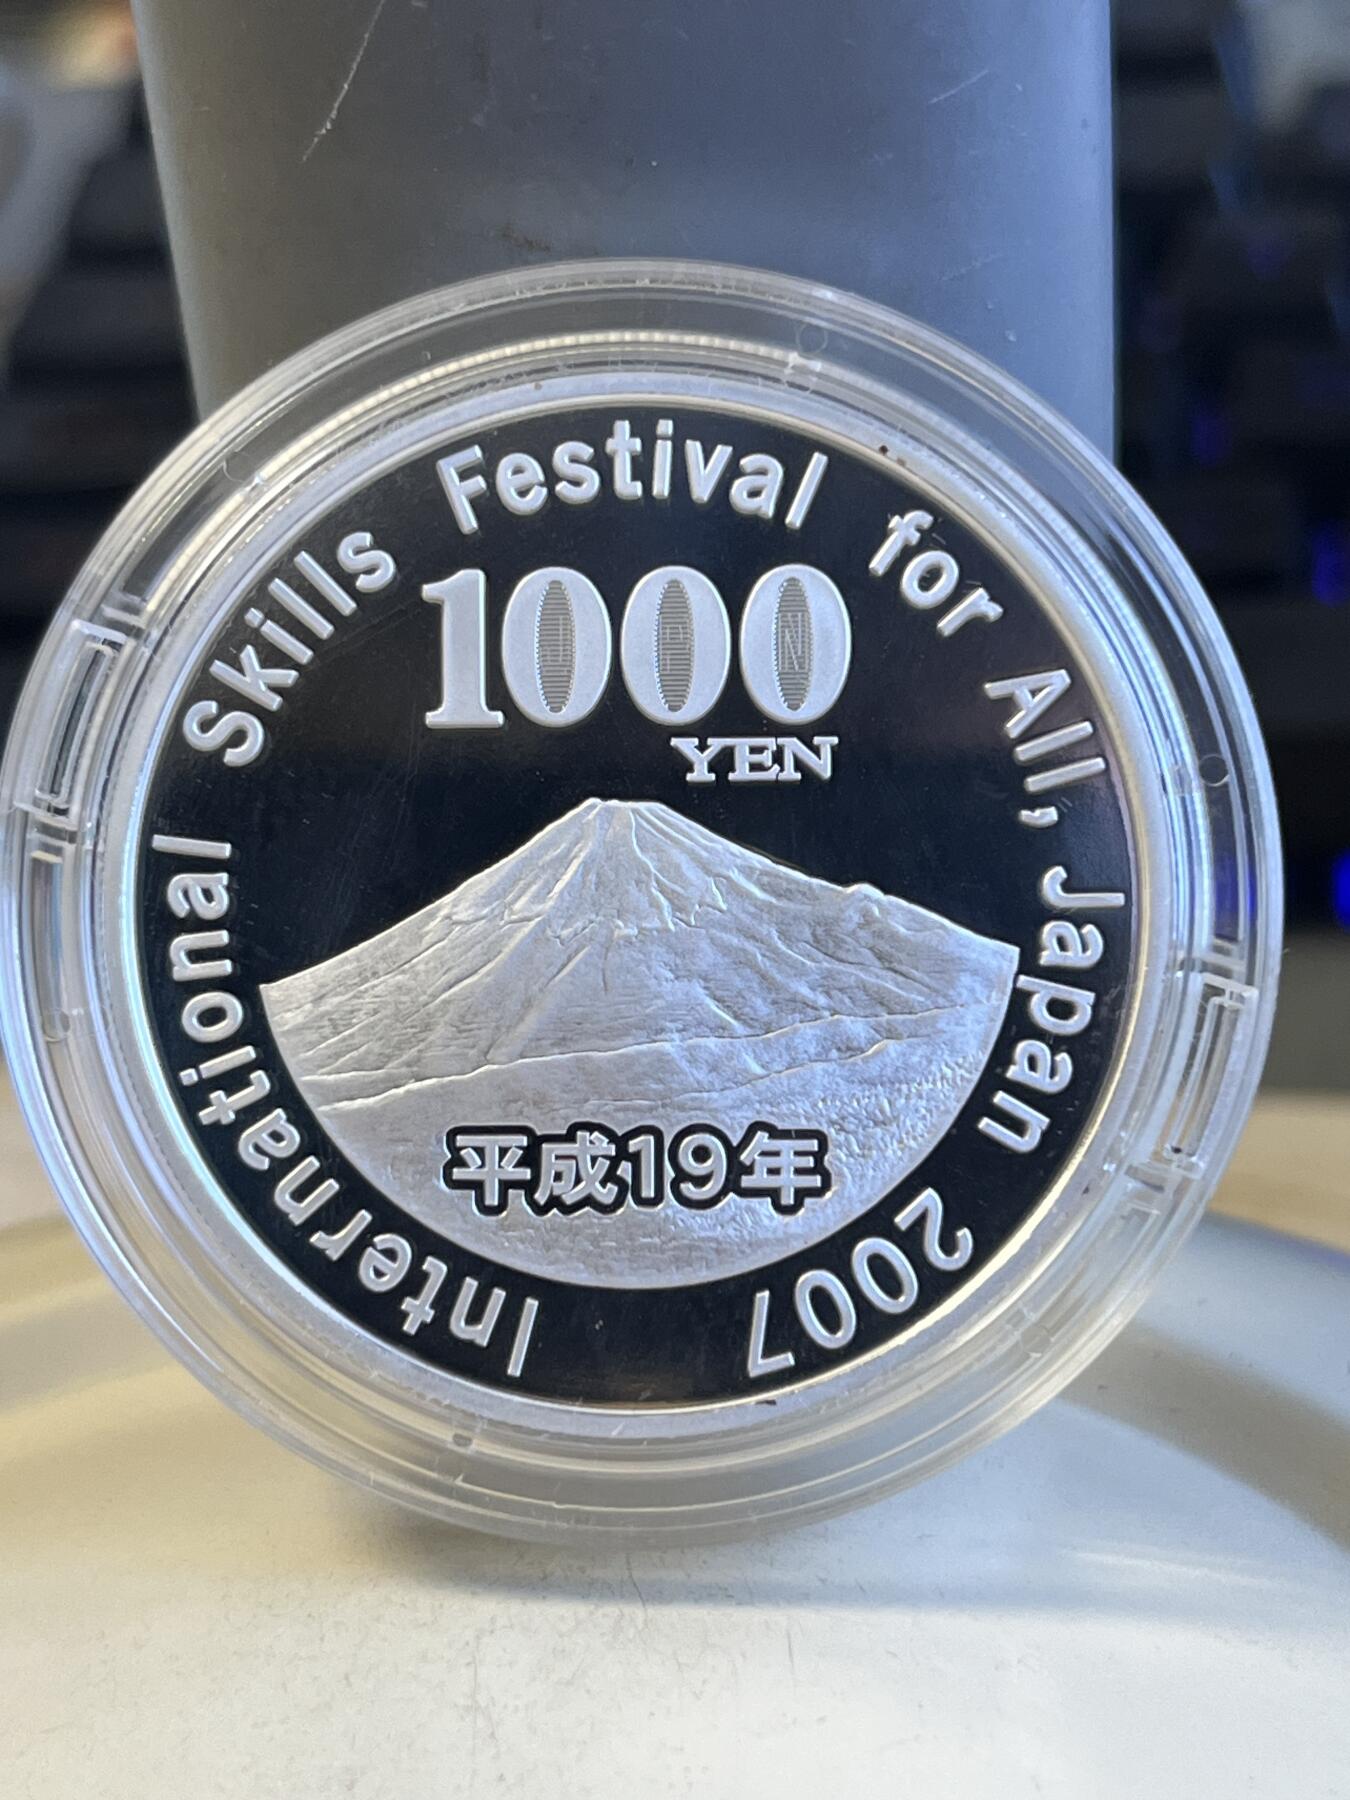 International Skills Festival for All, Japan 2007
1000
YEN
平成19年